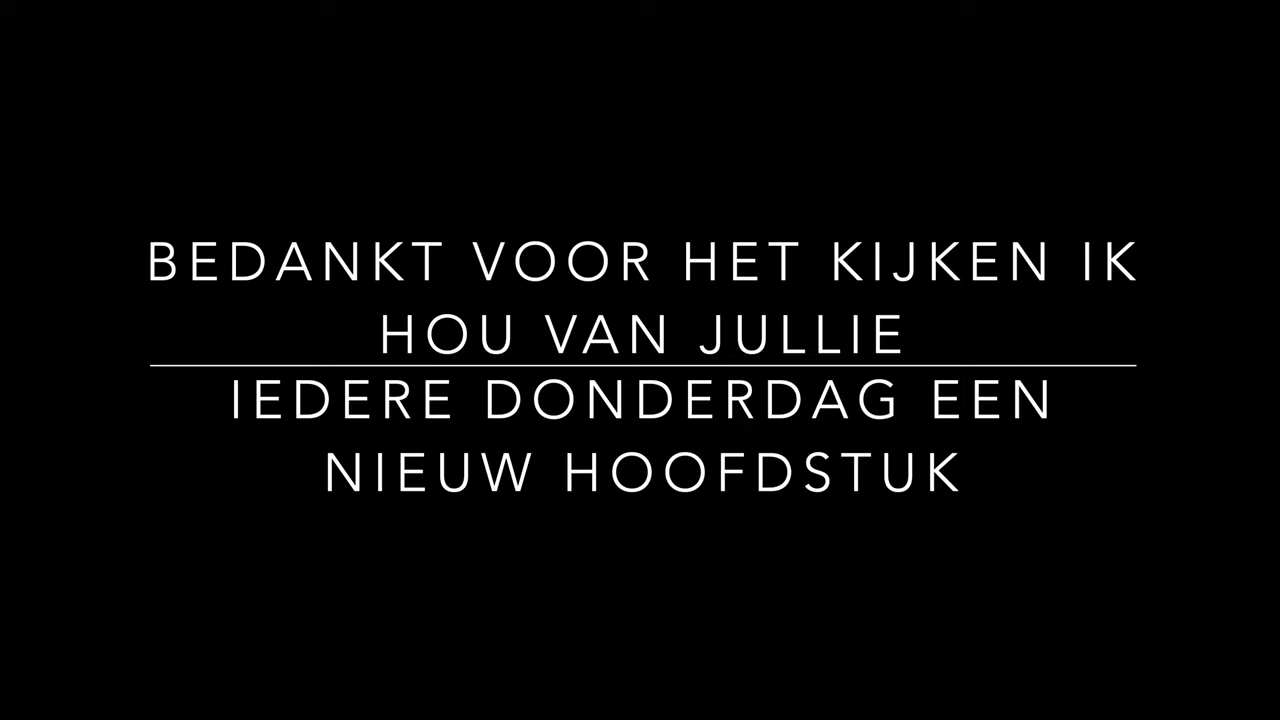 BEDANKT VOOR HET KIJKEN IK
HOU VAN JULLIE
IEDERE DONDERDAG EEN
NIEUW HOOFDSTUK